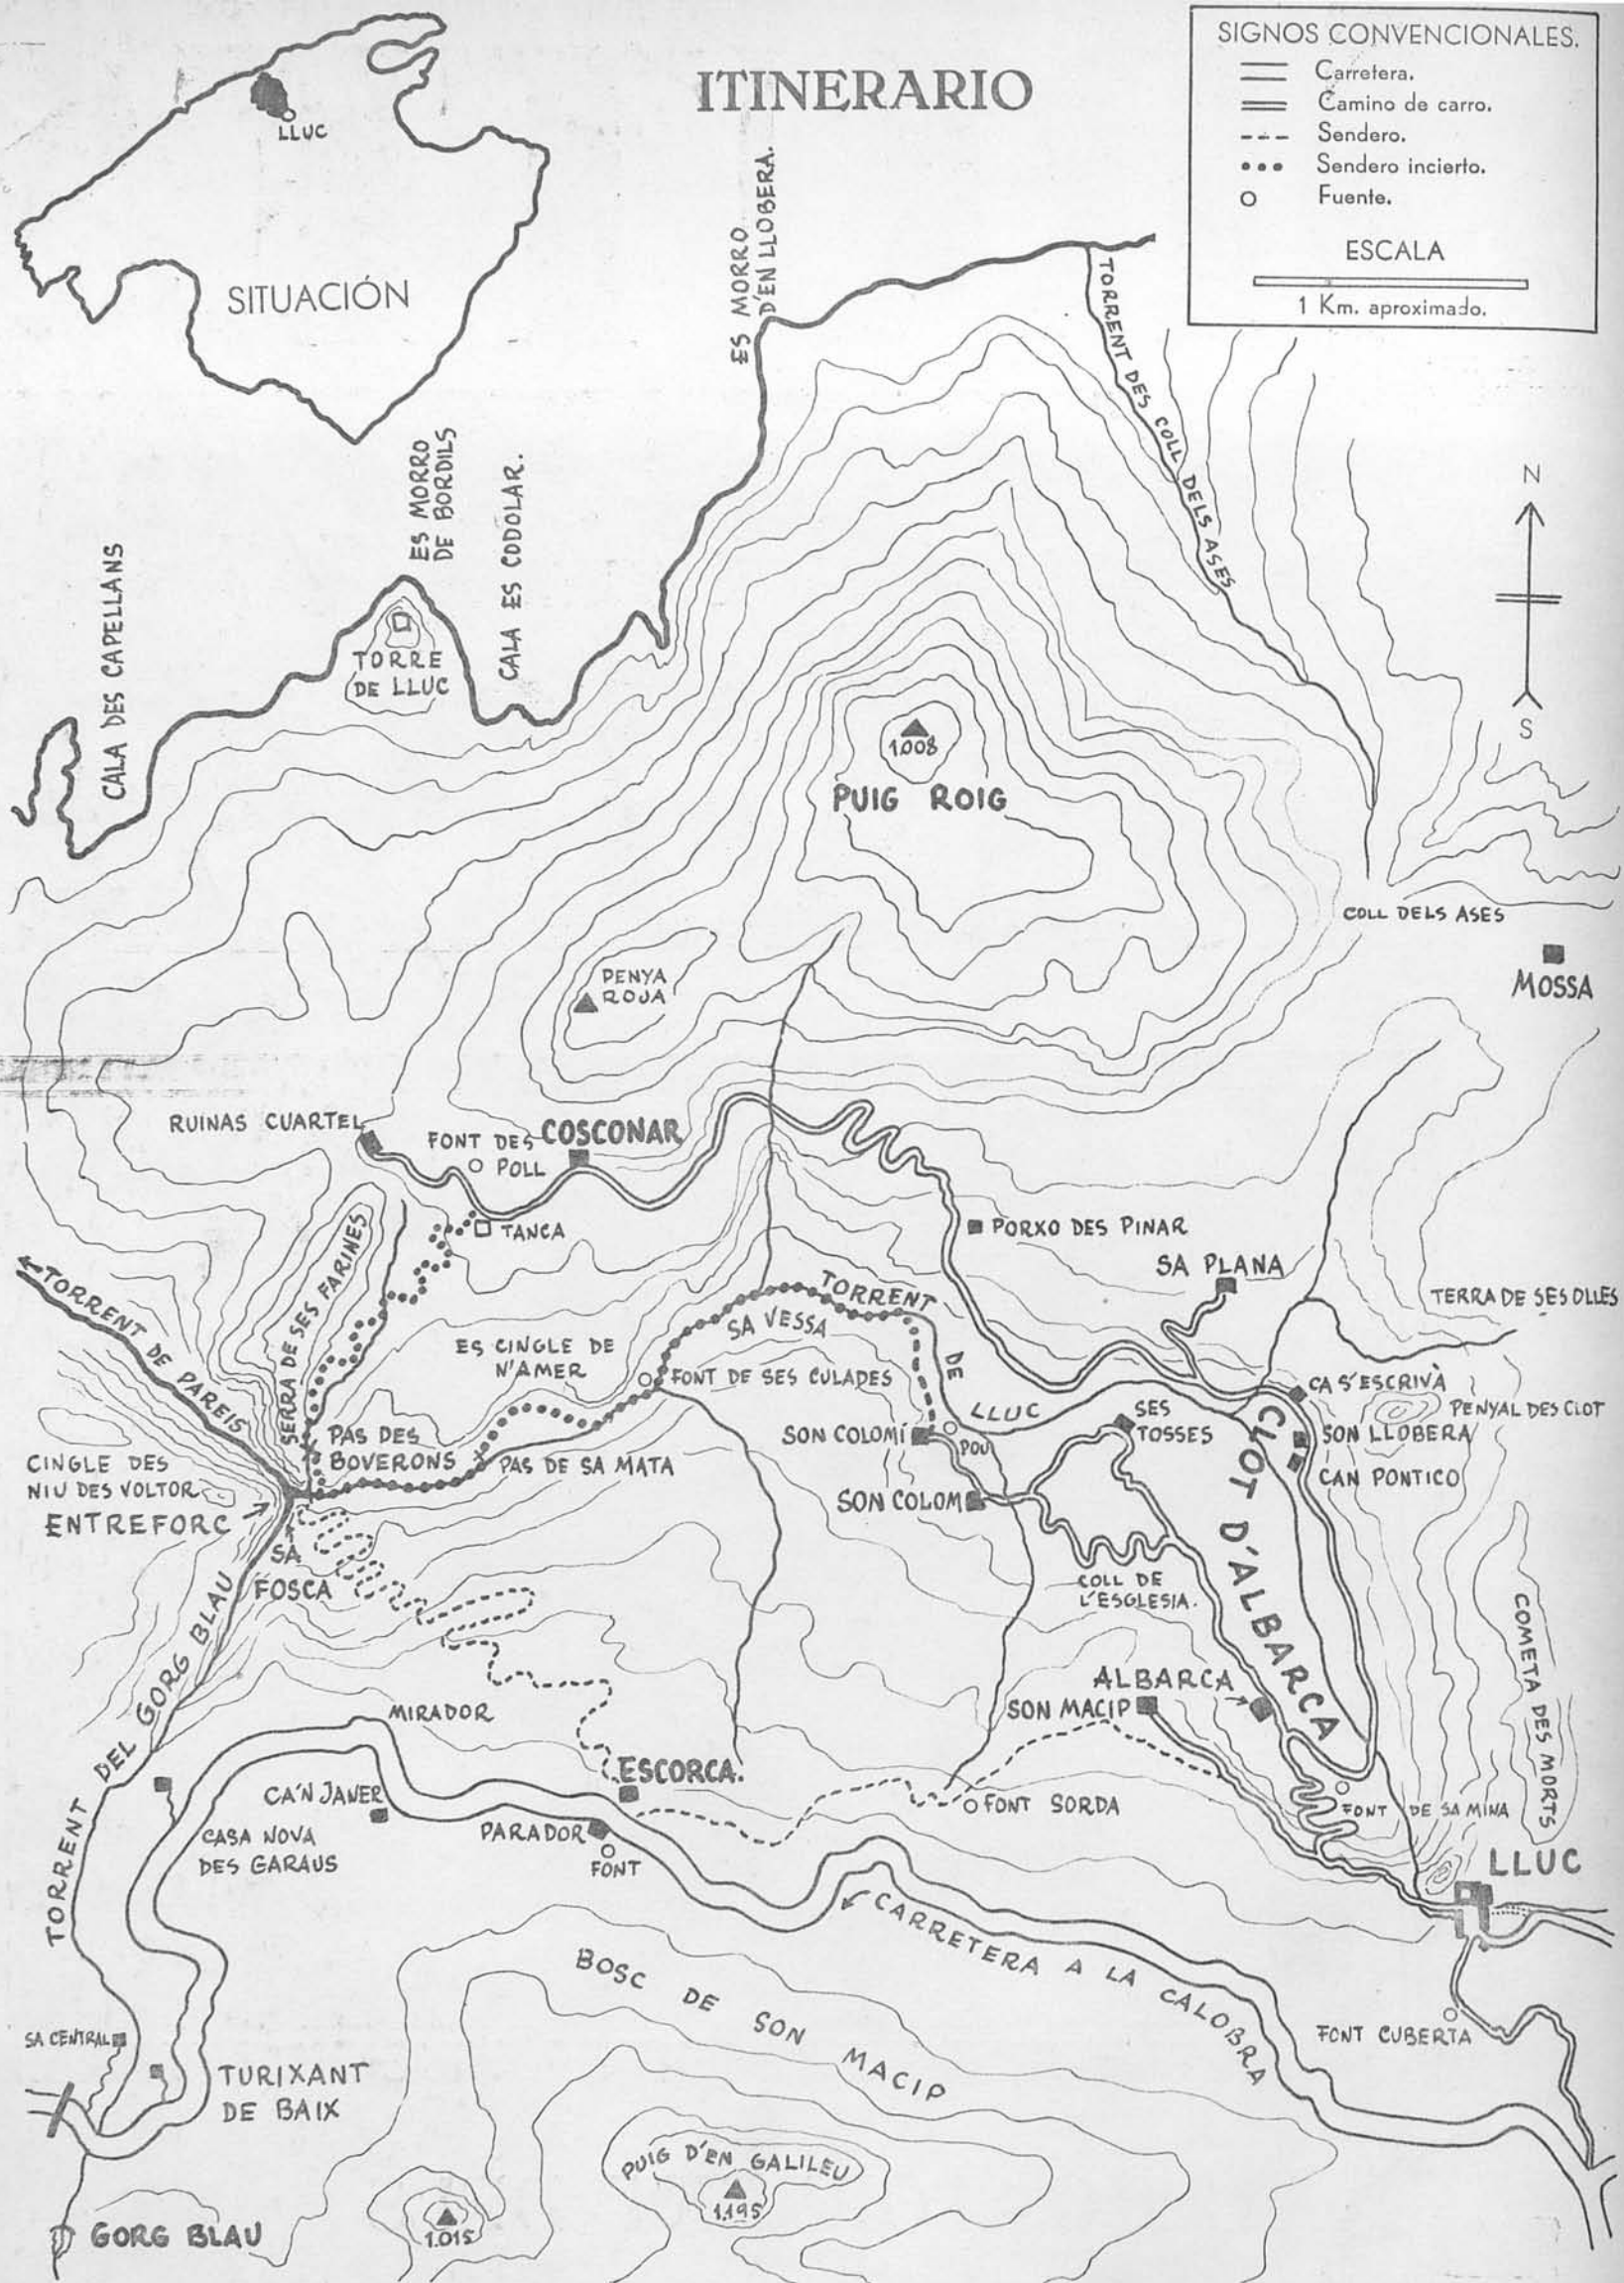 ITINERARIO
SIGNOS CONVENCIONALES.
Carretera.
Camino de carro.
Sendero.
Sendero incierto.
Fuente.
ESCALA
1 Km. aproximado.
LLUC
SITUACIÓN
ES MORRO
D'EN LLOBERA.
TORRENT DES COLL DELS ASES
ES MORRO
DE BORDILS
CALA ES CODOLAR.
CALA DES CAPELLANS
N
S
TORRE
DE LLUC
1.008
PUIG ROIG
COLL DELS ASES
MOSSA
PENYA
ROJA
RUINAS CUARTEL
FONT DES
POLL
COSCONAR
TANCA
PORXO DES PINAR
SA PLANA
TERRA DE SES OLLES
TORRENT DE PAREIS
SERRA DE SES FARINES
ES CINGLE DE
N'AMER
SA VESSA
TORRENT DE LLUC
FONT DE SES CULADES
CA S'ESCRIVÀ
PENYAL DES CLOT
SON LLOBERA
CAN PONTICO
PAS DES
BOVERONS
PAS DE SA MATA
SON COLOMÍ
POU
SES
TOSSES
CINGLE DES
NIU DES VOLTOR
ENTREFORC
SON COLOM
CLOT D'ALBARCA
SA
FOSCA
COLL DE
L'ESGLESIA.
COMETA DES MORTS
TORRENT DEL GORG BLAU
MIRADOR
ALBARCA
SON MACIP
ESCORCA.
CA'N JANER
FONT SORDA
FONT DE SA MINA
CASA NOVA
DES GARAUS
PARADOR
FONT
LLUC
CARRETERA A LA CALOBRA
BOSC DE SON MACIP
SA CENTRAL
FONT CUBERTA
TURIXANT
DE BAIX
PUIG D'EN GALILEU
1.195
1.015
GORG BLAU